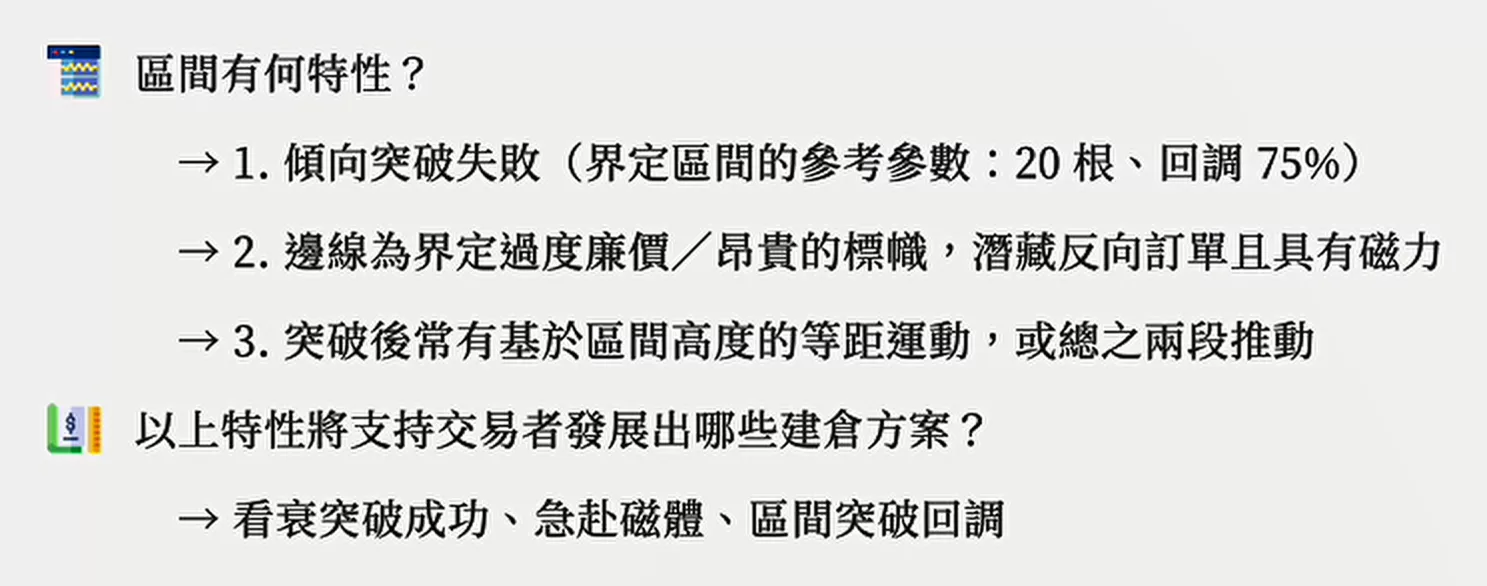 區間有何特性？
→ 1. 傾向突破失敗（界定區間的參考參數：20 根、回調 75%）
→ 2. 邊線為界定過度廉價／昂貴的標幟，潛藏反向訂單且具有磁力
→ 3. 突破後常有基於區間高度的等距運動，或總之兩段推動
以上特性將支持交易者發展出哪些建倉方案？
→ 看衰突破成功、急赴磁體、區間突破回調